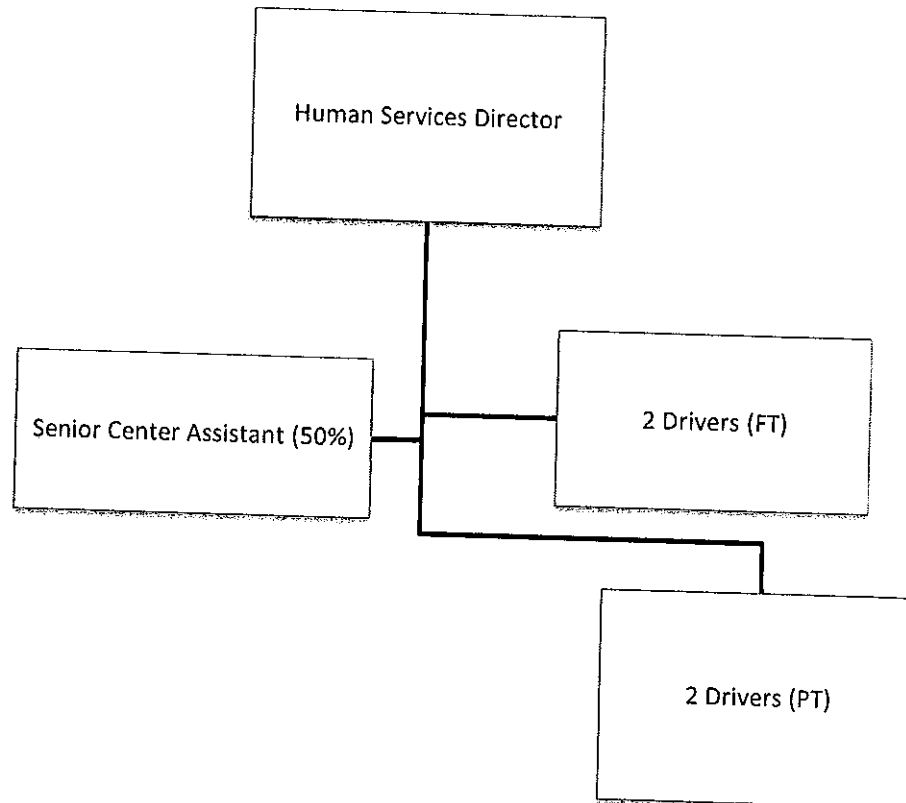 Human Services Director
Senior Center Assistant (50%)
2 Drivers (FT)
2 Drivers (PT)